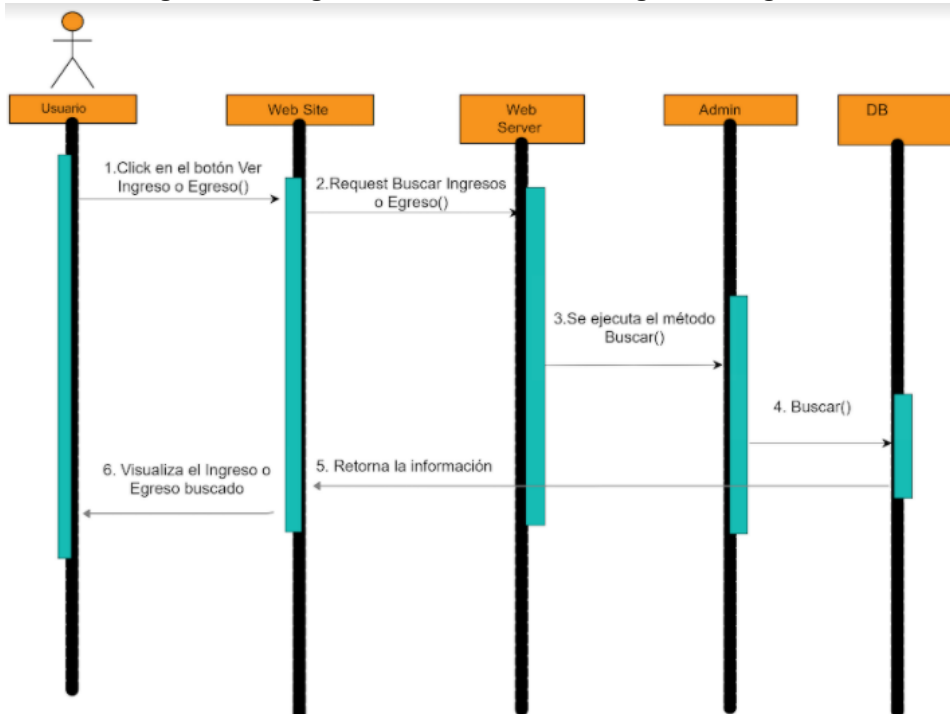 Usuario
Web Site
Web
Server
Admin
DB
1.Click en el botón Ver
Ingreso o Egreso()
2.Request Buscar Ingresos
o Egreso()
3.Se ejecuta el método
Buscar()
4. Buscar()
5. Retorna la información
6. Visualiza el Ingreso o
Egreso buscado